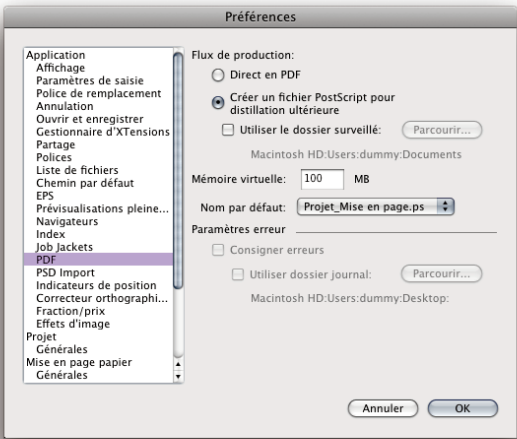 Préférences
Application
Affichage
Paramètres de saisie
Police de remplacement
Annulation
Ouvrir et enregistrer
Gestionnaire d'XTensions
Partage
Polices
Liste de fichiers
Chemin par défaut
EPS
Prévisualisations pleine...
Navigateurs
Index
Job Jackets
PDF
PSD Import
Indicateurs de position
Correcteur orthographi...
Fraction/prix
Effets d'image
Projet
Générales
Mise en page papier
Générales
Flux de production:
Direct en PDF
Créer un fichier PostScript pour
distillation ultérieure
Utiliser le dossier surveillé: Parcourir...
Macintosh HD:Users:dummy:Documents
Mémoire virtuelle: 100 MB
Nom par défaut: Projet_Mise en page.ps
Paramètres erreur
Consigner erreurs
Utiliser dossier journal: Parcourir...
Macintosh HD:Users:dummy:Desktop:
Annuler OK